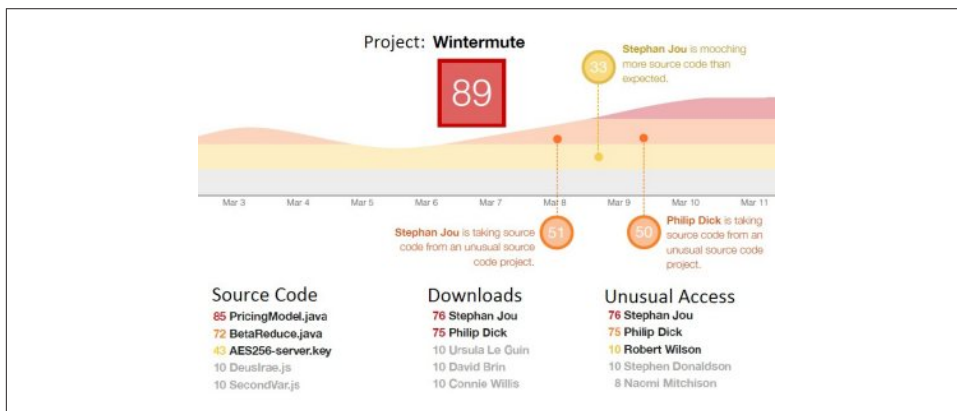 Project: Wintermute
89
33
Stephan Jou is mooching
more source code than
expected.
Mar 3 Mar 4 Mar 5 Mar 6 Mar 7 Mar 8 Mar 9 Mar 10 Mar 11
Stephan Jou is taking source
code from an unusual source
code project.
51
50
Philip Dick is taking
source code from an
unusual source code
project.
Source Code
85 PricingModel.java
72 BetaReduce.java
43 AES256-server.key
10 DeusIrae.js
10 SecondVar.js
Downloads
76 Stephan Jou
75 Philip Dick
10 Ursula Le Guin
10 David Brin
10 Connie Willis
Unusual Access
76 Stephan Jou
75 Philip Dick
10 Robert Wilson
10 Stephen Donaldson
8 Naomi Mitchison